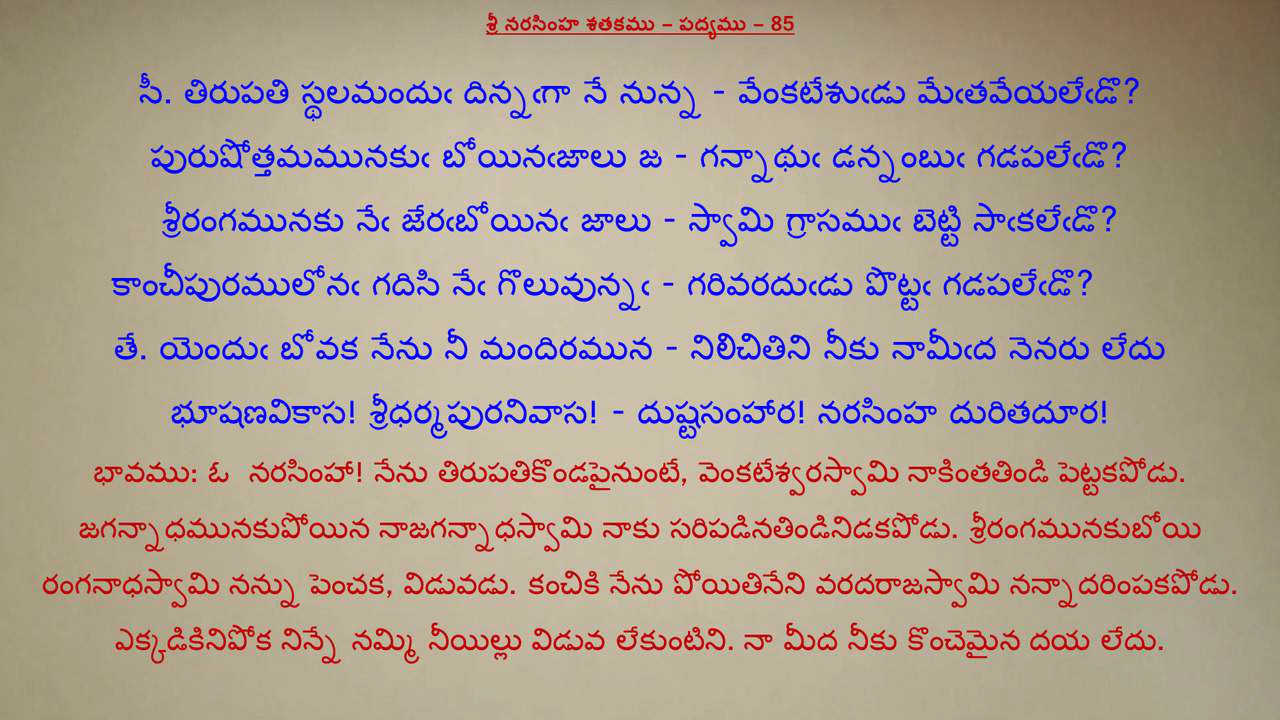 శ్రీ నరసింహ శతకము – పద్యము – 85
సీ. తిరుపతి స్థలమందుఁ దిన్నఁగా నే నున్న - వేంకటేశుఁడు మేఁతవేయలేఁడొ?
పురుషోత్తమమునకుఁ బోయినఁజాలు జ - గన్నాథుఁ డన్నంబుఁ గడపలేఁడొ?
శ్రీరంగమునకు నేఁ జేరఁబోయినఁ జాలు - స్వామి గ్రాసముఁ బెట్టి సాఁకలేఁడొ?
కాంచీపురములోనఁ గదిసి నేఁ గొలువున్నఁ - గరివరదుఁడు పొట్టఁ గడపలేఁడొ?
తే. యెందుఁ బోవక నేను నీ మందిరమున - నిలిచితిని నీకు నామీఁద నెనరు లేదు
భూషణవికాస! శ్రీధర్మపురనివాస! - దుష్టసంహార! నరసింహ దురితదూర!
భావము: ఓ నరసింహా! నేను తిరుపతికొండపైనుంటే, వెంకటేశ్వరస్వామి నాకింతతిండి పెట్టకపోడు.
జగన్నాధమునకుపోయిన నాజగన్నాధస్వామి నాకు సరిపడినతిండినిడకపోడు. శ్రీరంగమునకుబోయి
రంగనాధస్వామి నన్ను పెంచక, విడువడు. కంచికి నేను పోయితినేని వరదరాజస్వామి నన్నాదరింపకపోడు.
ఎక్కడికినిపోక నిన్నే నమ్మి నీయిల్లు విడువ లేకుంటిని. నా మీద నీకు కొంచెమైన దయ లేదు.